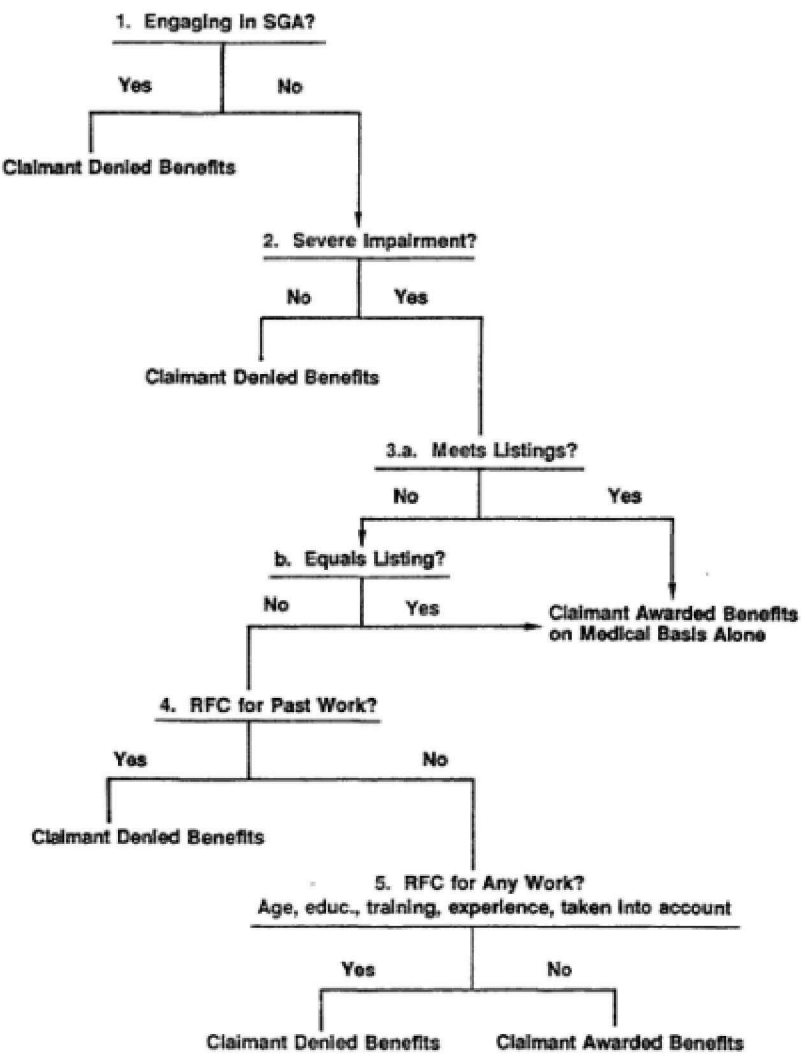 1. Engaging in SGA?
Yes
No
Claimant Denied Benefits
2. Severe Impairment?
No
Yes
Claimant Denied Benefits
3.a. Meets Listings?
No
Yes
b. Equals Listing?
No
Yes
Claimant Awarded Benefits
on Medical Basis Alone
4. RFC for Past Work?
Yes
No
Claimant Denied Benefits
5. RFC for Any Work?
Age, educ., training, experience, taken into account
Yes
No
Claimant Denied Benefits
Claimant Awarded Benefits